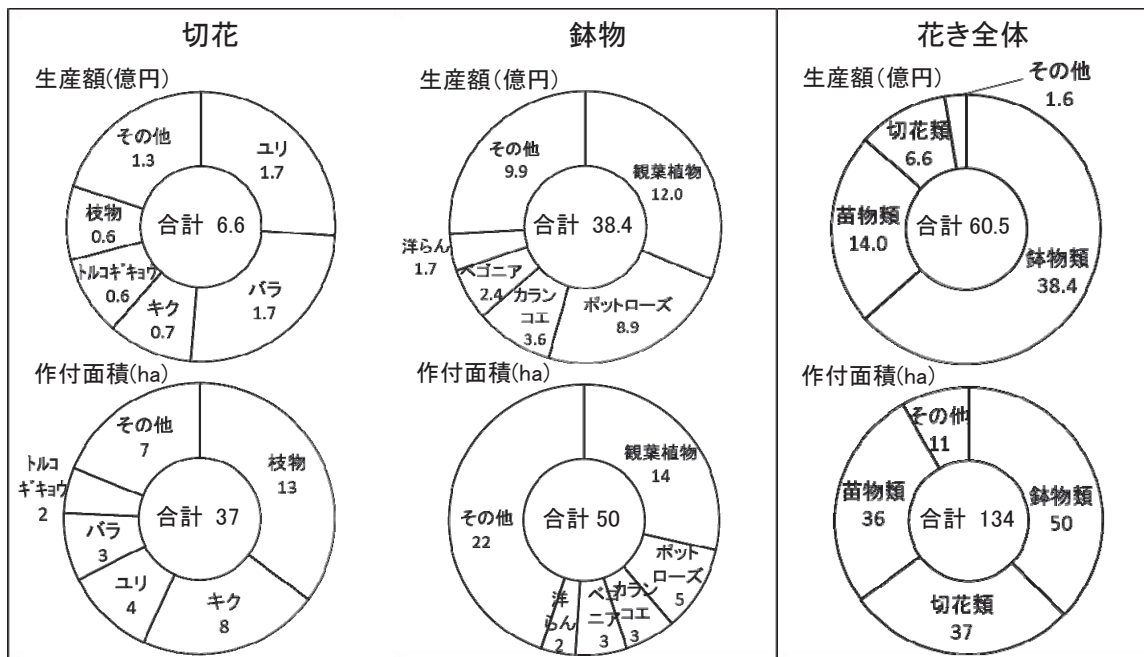 切花
生産額(億円)
その他
1.3
ユリ
1.7
枝物
0.6
合計 6.6
トルコギキョウ
0.6
キク
0.7
バラ
1.7
作付面積(ha)
その他
7
トルコ
ギキョウ
2
枝物
13
合計 37
バラ
3
ユリ
4
キク
8
鉢物
その他
9.9
観葉植物
12.0
合計 38.4
洋らん
1.7
ベゴニア
2.4
カラン
コエ
3.6
ポットローズ
8.9
観葉植物
14
その他
22
合計 50
ポット
ローズ
5
洋
らん
2
ベゴ
ニア
3
カラン
コエ
3
花き全体
生産額(億円)
その他
1.6
切花類
6.6
苗物類
14.0
合計 60.5
鉢物類
38.4
作付面積(ha)
その他
11
苗物類
36
合計 134
鉢物類
50
切花類
37